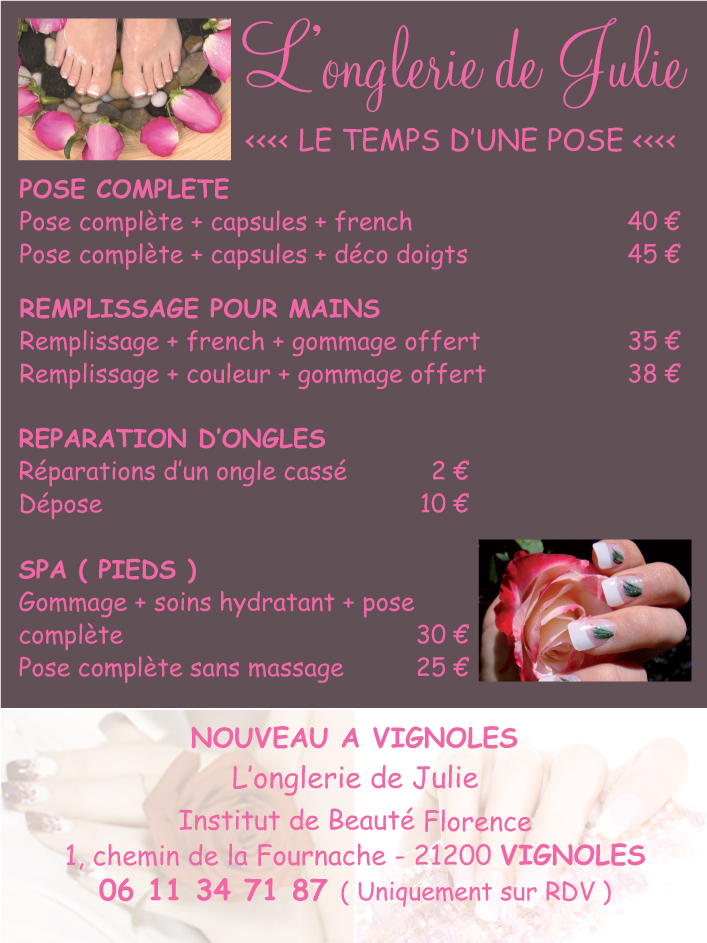 L'onglerie de Julie
<<<< LE TEMPS D'UNE POSE <<<<
POSE COMPLETE
Pose complète + capsules + french 40 €
Pose complète + capsules + déco doigts 45 €
REMPLISSAGE POUR MAINS
Remplissage + french + gommage offert 35 €
Remplissage + couleur + gommage offert 38 €
REPARATION D'ONGLES
Réparations d'un ongle cassé 2 €
Dépose 10 €
SPA ( PIEDS )
Gommage + soins hydratant + pose
complète 30 €
Pose complète sans massage 25 €
NOUVEAU A VIGNOLES
L'onglerie de Julie
Institut de Beauté Florence
1, chemin de la Fournache - 21200 VIGNOLES
06 11 34 71 87 ( Uniquement sur RDV )